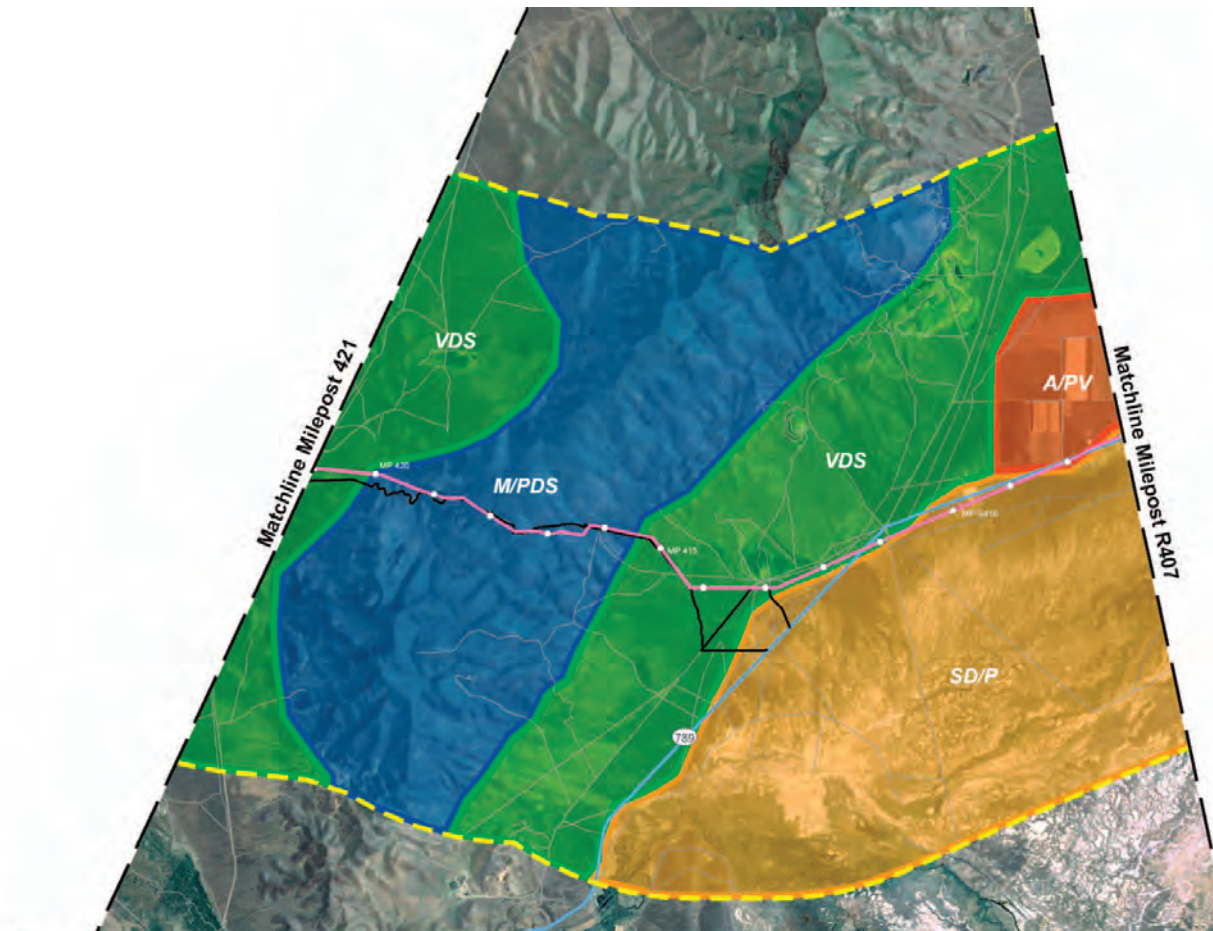 VDS
A/PV
Matchline Milepost 421
Matchline Milepost R407
VDS
MP 420
M/PDS
MP 415
SD/P
789